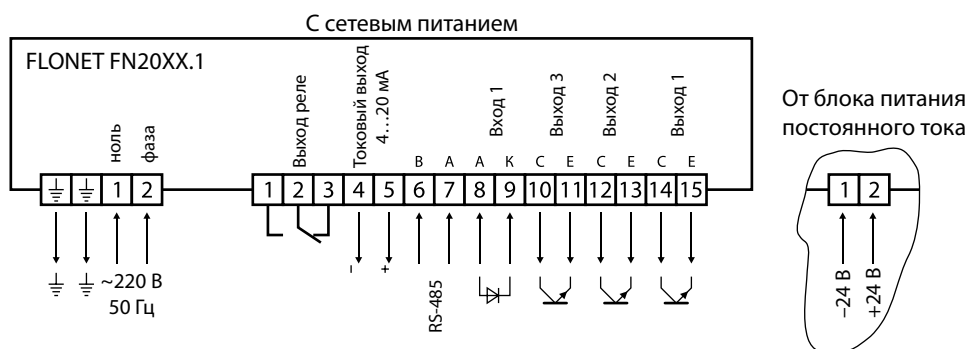 С сетевым питанием
FLONET FN20XX.1
ноль
фаза
Выход реле
Токовый выход
4…20 мА
Вход 1
Выход 3
Выход 2
Выход 1
B A A К C E C E C E
1 2
1 2 3 4 5 6 7 8 9 10 11 12 13 14 15
~220 В
50 Гц
– +
RS-485
От блока питания
постоянного тока
1 2
–24 В
+24 В